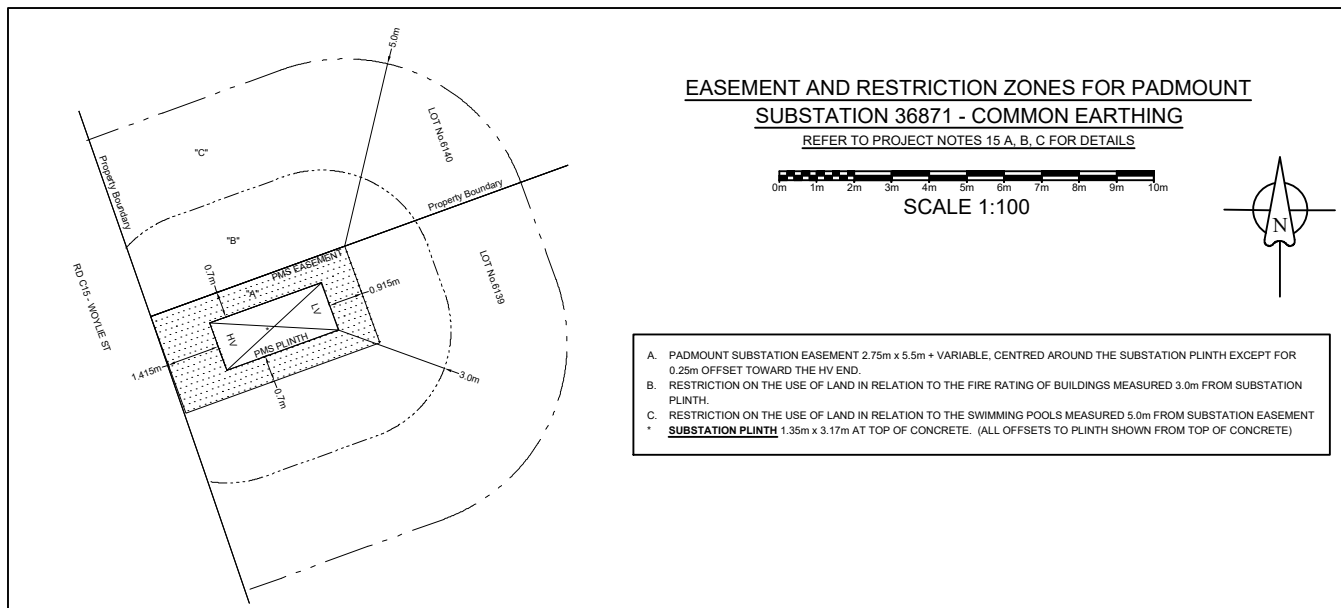 EASEMENT AND RESTRICTION ZONES FOR PADMOUNT
SUBSTATION 36871 - COMMON EARTHING
REFER TO PROJECT NOTES 15 A, B, C FOR DETAILS
0m 1m 2m 3m 4m 5m 6m 7m 8m 9m 10m
SCALE 1:100
N
5.0m
LOT No.6140
"C"
Property Boundary
Property Boundary
"B"
RD C15 - WOYLIE ST
LOT No.6139
0.7m
PMS EASEMENT
"A"
0.915m
LV
HV
PMS PLINTH
1.415m
0.7m
3.0m
A. PADMOUNT SUBSTATION EASEMENT 2.75m x 5.5m + VARIABLE, CENTRED AROUND THE SUBSTATION PLINTH EXCEPT FOR
0.25m OFFSET TOWARD THE HV END.
B. RESTRICTION ON THE USE OF LAND IN RELATION TO THE FIRE RATING OF BUILDINGS MEASURED 3.0m FROM SUBSTATION
PLINTH.
C. RESTRICTION ON THE USE OF LAND IN RELATION TO THE SWIMMING POOLS MEASURED 5.0m FROM SUBSTATION EASEMENT
* SUBSTATION PLINTH 1.35m x 3.17m AT TOP OF CONCRETE. (ALL OFFSETS TO PLINTH SHOWN FROM TOP OF CONCRETE)